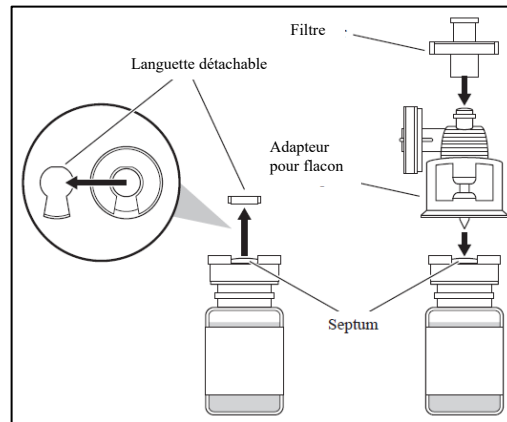 Filtre
Languette détachable
Adapteur
pour flacon
Septum